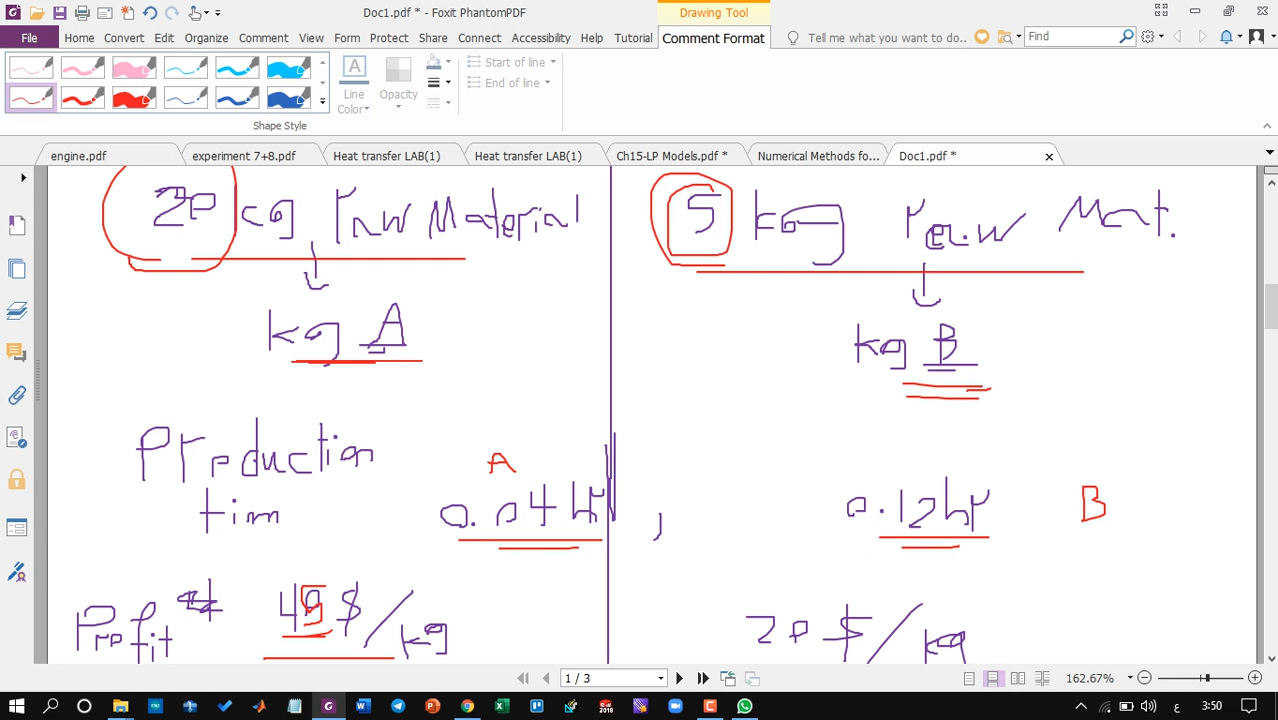 Doc1.pdf * - Foxit PhantomPDF
Drawing Tool
File Home Convert Edit Organize Comment View Form Protect Share Connect Accessibility Help Tutorial Comment Format Tell me what you want to do.. Find
Start of line
End of line
Line Color
Opacity
Shape Style
engine.pdf experiment 7+8.pdf Heat transfer LAB(1) Heat transfer LAB(1) Ch15-LP Models.pdf * Numerical Methods fo... Doc1.pdf *
20 kg raw Material
5 kg raw Mat.
kg A
kg B
Production
A
tim 0.04 hr , 0.12 hr B
Profit 45 $/kg
20 $/kg
1 / 3
162.67%
ع 3:50